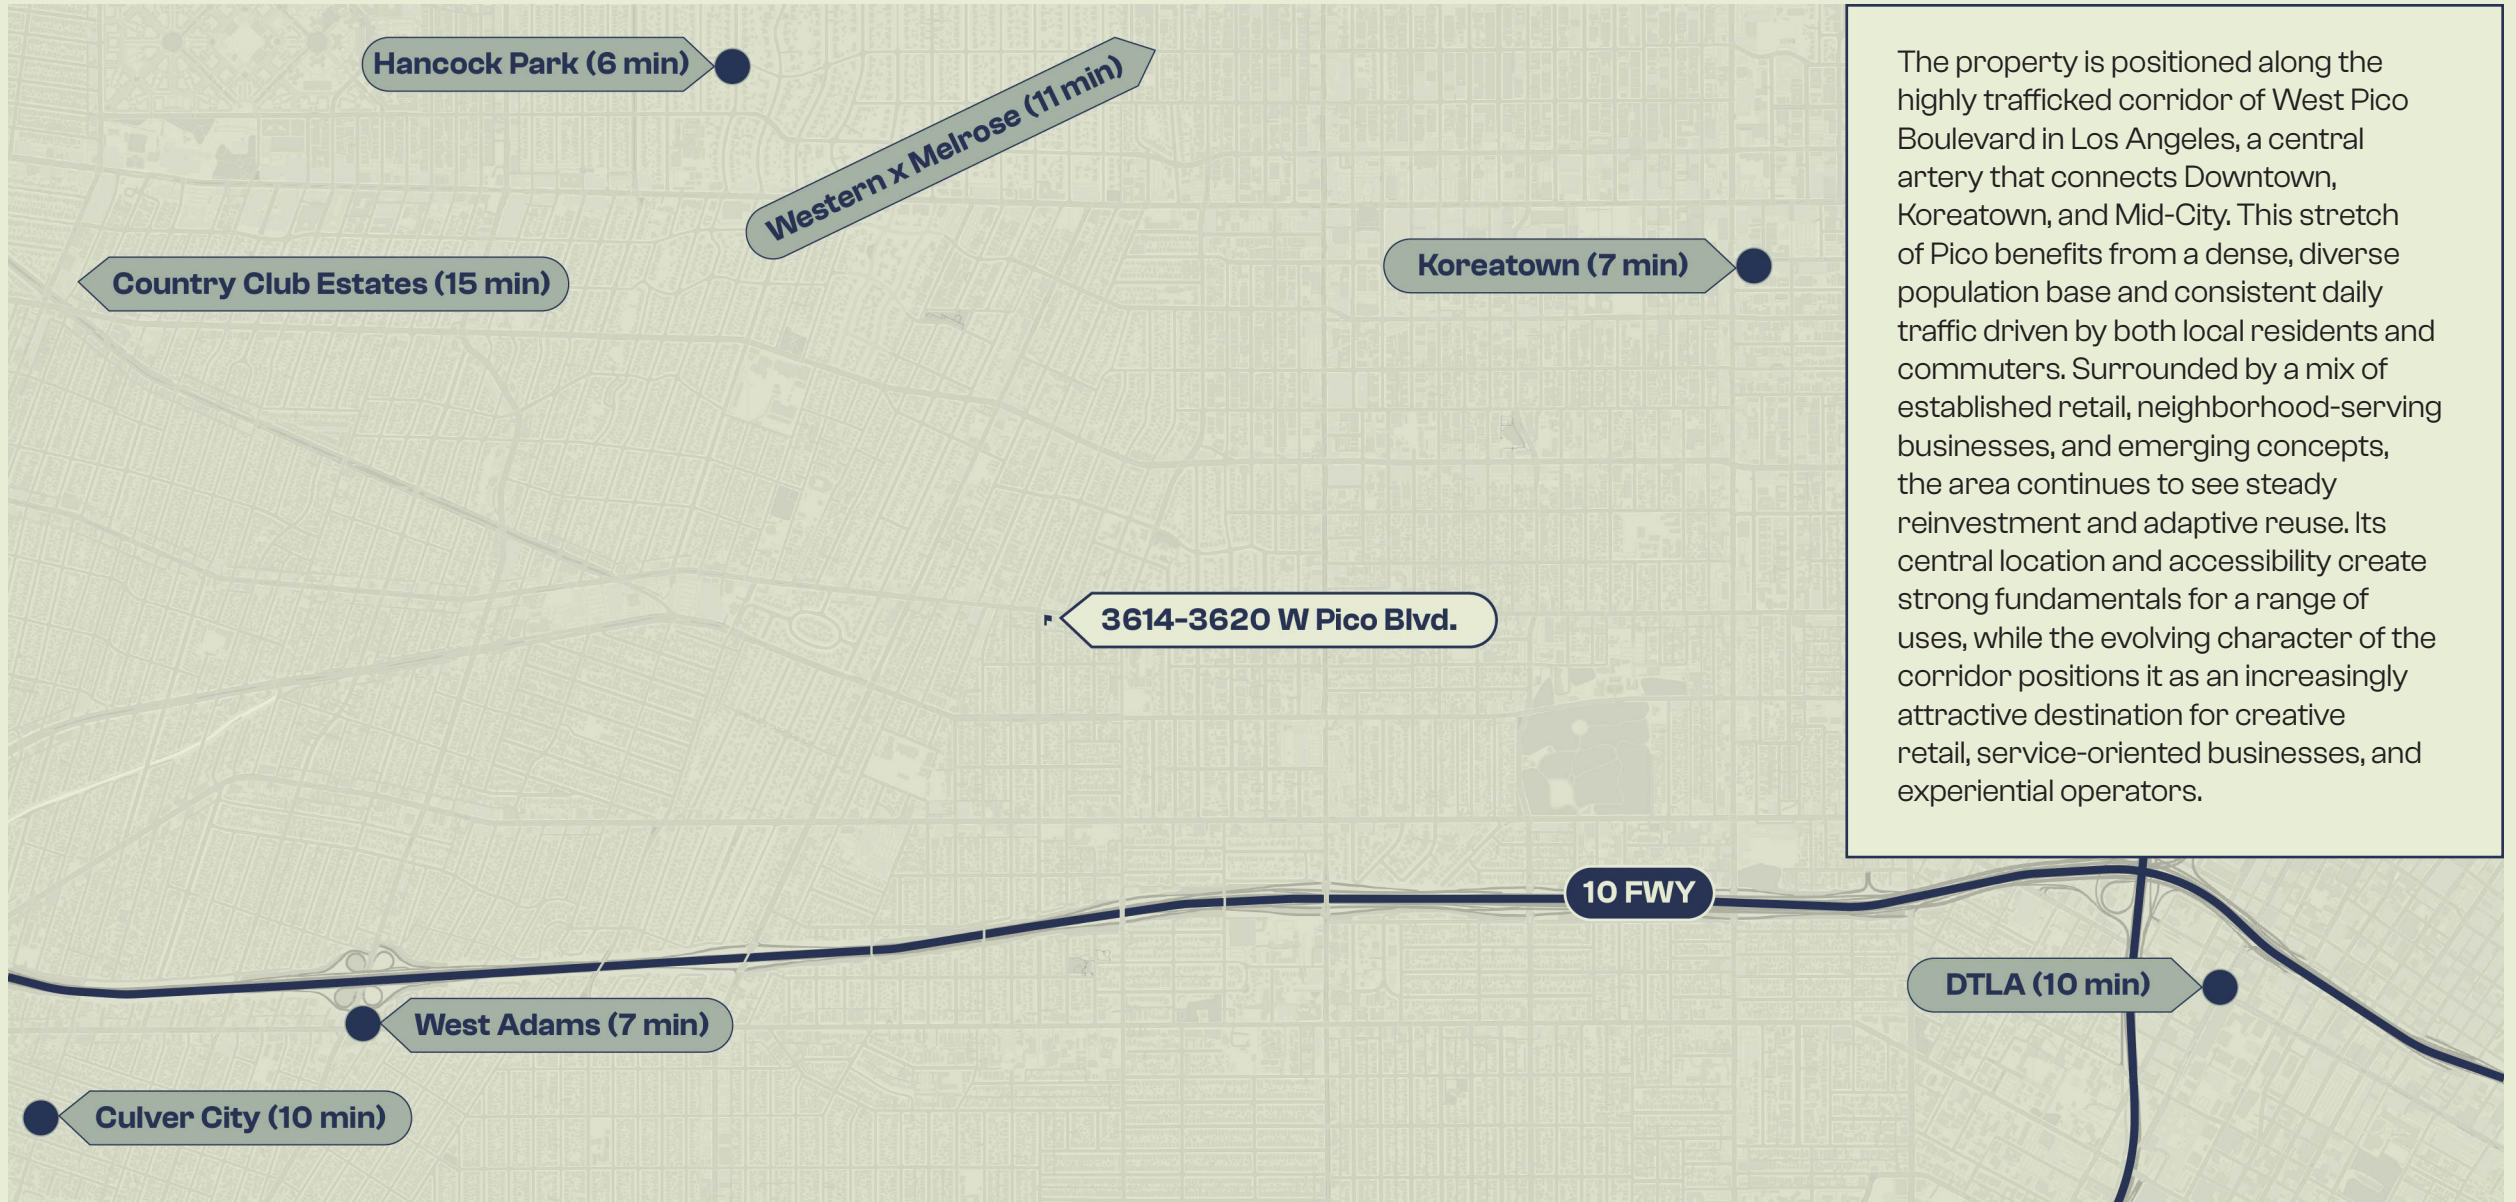 Hancock Park (6 min)
Western x Melrose (11 min)
Country Club Estates (15 min)
Koreatown (7 min)
3614-3620 W Pico Blvd.
10 FWY
DTLA (10 min)
West Adams (7 min)
Culver City (10 min)
The property is positioned along the
highly trafficked corridor of West Pico
Boulevard in Los Angeles, a central
artery that connects Downtown,
Koreatown, and Mid-City. This stretch
of Pico benefits from a dense, diverse
population base and consistent daily
traffic driven by both local residents and
commuters. Surrounded by a mix of
established retail, neighborhood-serving
businesses, and emerging concepts,
the area continues to see steady
reinvestment and adaptive reuse. Its
central location and accessibility create
strong fundamentals for a range of
uses, while the evolving character of the
corridor positions it as an increasingly
attractive destination for creative
retail, service-oriented businesses, and
experiential operators.